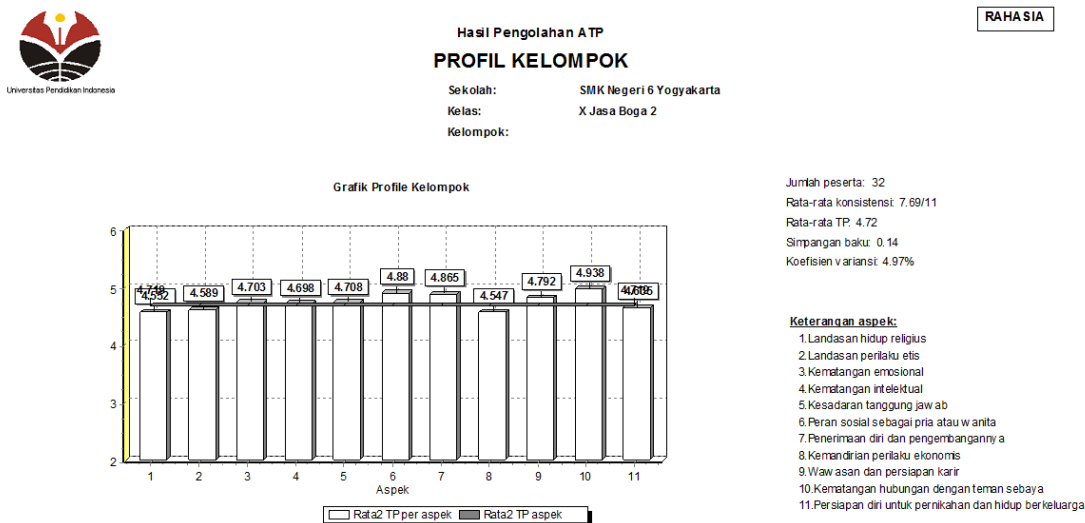 RAHASIA
Universitas Pendidikan Indonesia
Hasil Pengolahan ATP
PROFIL KELOMPOK
Sekolah: SMK Negeri 6 Yogyakarta
Kelas: X Jasa Boga 2
Kelompok:
Grafik Profile Kelompok
Jumlah peserta: 32
Rata-rata konsistensi: 7.69/11
Rata-rata TP: 4.72
Simpangan baku: 0.14
Koefisien variansi: 4.97%
6
5
4
3
2
4.589
4.703
4.698
4.708
4.88
4.865
4.547
4.792
4.938
1 2 3 4 5 6 7 8 9 10 11
Aspek
Rata2 TP per aspek Rata2 TP aspek
Keterangan aspek:
1.Landasan hidup religius
2.Landasan perilaku etis
3.Kematangan emosional
4.Kematangan intelektual
5.Kesadaran tanggung jawab
6.Peran sosial sebagai pria atau wanita
7.Penerimaan diri dan pengembangannya
8.Kemandirian perilaku ekonomis
9.Wawasan dan persiapan karir
10.Kematangan hubungan dengan teman sebaya
11.Persiapan diri untuk pernikahan dan hidup berkeluarga